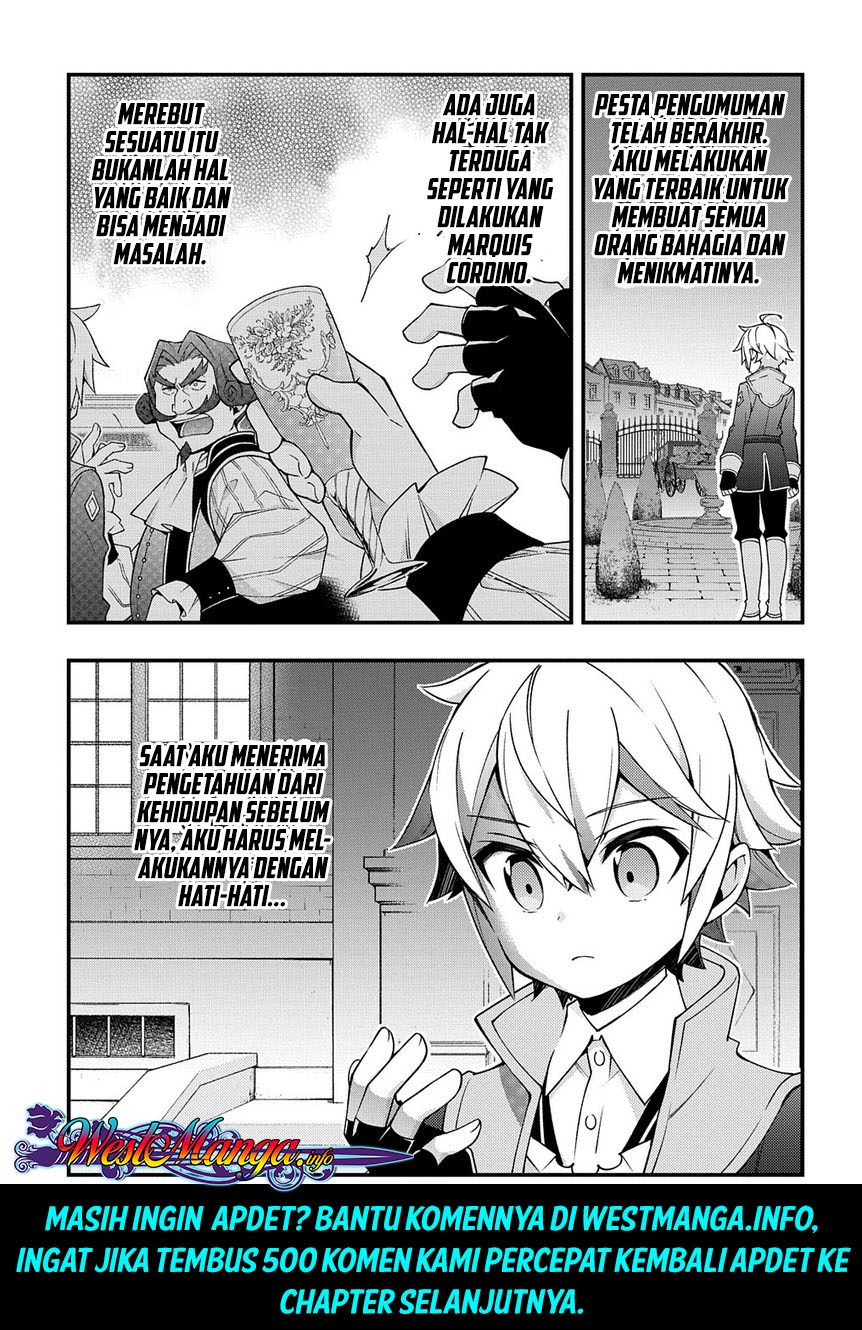 PESTA PENGUMUMAN
TELAH BERAKHIR.
AKU MELAKUKAN
YANG TERBAIK UNTUK
MEMBUAT SEMUA
ORANG BAHAGIA DAN
MENIKMATINYA.
ADA JUGA
HAL-HAL TAK
TERDUGA
SEPERTI YANG
DILAKUKAN
MARQUIS
CORDINO.
MEREBUT
SESUATU ITU
BUKANLAH HAL
YANG BAIK DAN
BISA MENJADI
MASALAH.
SAAT AKU MENERIMA
PENGETAHUAN DARI
KEHIDUPAN SEBELUM
NYA, AKU HARUS MEL-
AKUKANNYA DENGAN
HATI-HATI...
WestManga.info
MASIH INGIN APDET? BANTU KOMENNYA DI WESTMANGA.INFO,
INGAT JIKA TEMBUS 500 KOMEN KAMI PERCEPAT KEMBALI APDET KE
CHAPTER SELANJUTNYA.